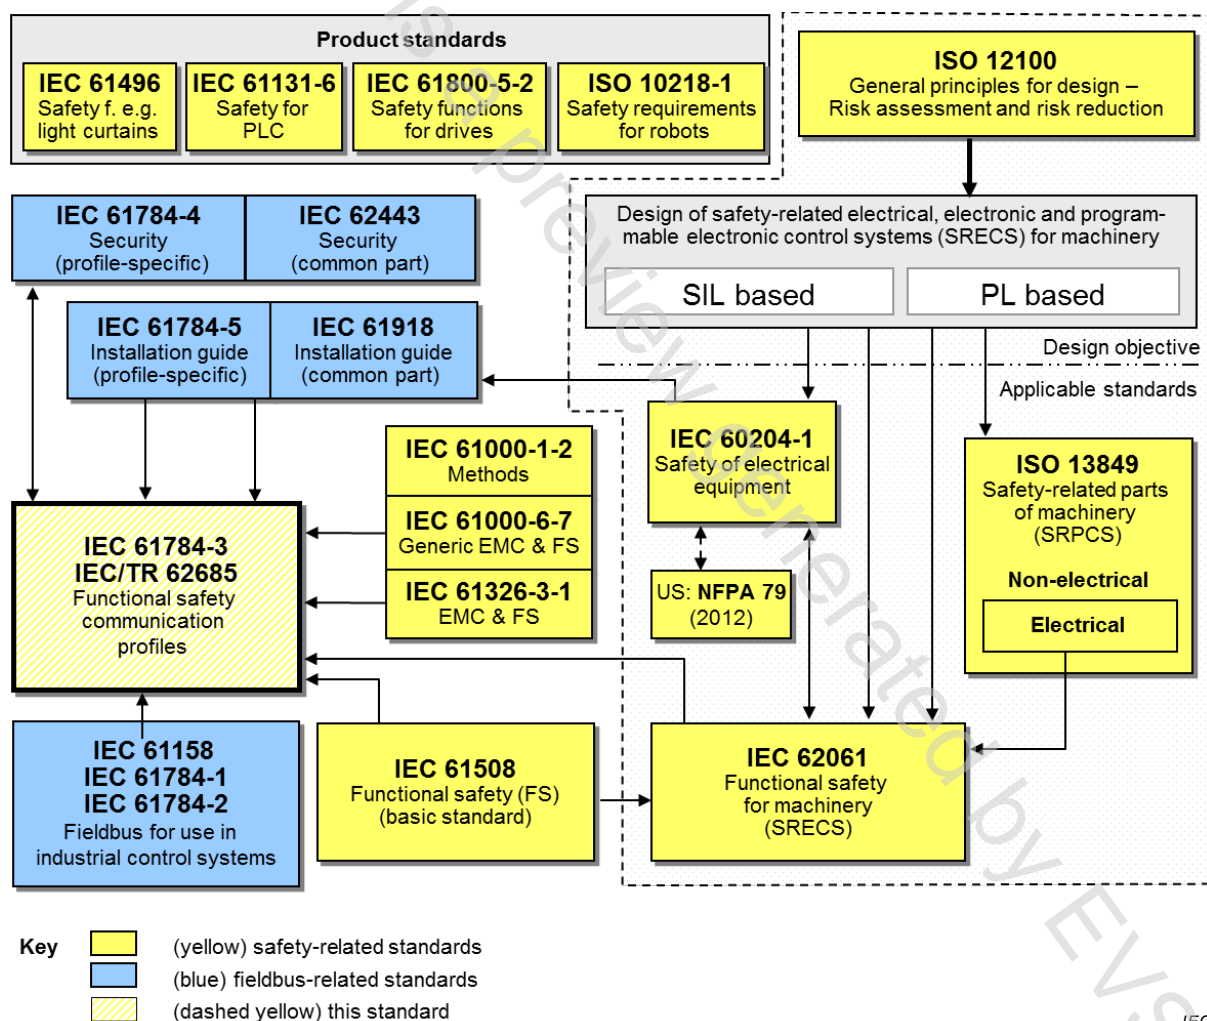 Product standards
IEC 61496
Safety f. e.g.
light curtains
IEC 61131-6
Safety for
PLC
IEC 61800-5-2
Safety functions
for drives
ISO 10218-1
Safety requirements
for robots
ISO 12100
General principles for design –
Risk assessment and risk reduction
IEC 61784-4
Security
(profile-specific)
IEC 62443
Security
(common part)
Design of safety-related electrical, electronic and program-
mable electronic control systems (SRECS) for machinery
SIL based
PL based
IEC 61784-5
Installation guide
(profile-specific)
IEC 61918
Installation guide
(common part)
Design objective
Applicable standards
IEC 60204-1
Safety of electrical
equipment
IEC 61000-1-2
Methods
IEC 61000-6-7
Generic EMC & FS
IEC 61326-3-1
EMC & FS
ISO 13849
Safety-related parts
of machinery
(SRPCS)
Non-electrical
Electrical
IEC 61784-3
IEC/TR 62685
Functional safety
communication
profiles
US: NFPA 79
(2012)
IEC 61158
IEC 61784-1
IEC 61784-2
Fieldbus for use in
industrial control systems
IEC 61508
Functional safety (FS)
(basic standard)
IEC 62061
Functional safety
for machinery
(SRECS)
Key
(yellow) safety-related standards
(blue) fieldbus-related standards
(dashed yellow) this standard
IEC
is a preview generated by EVS